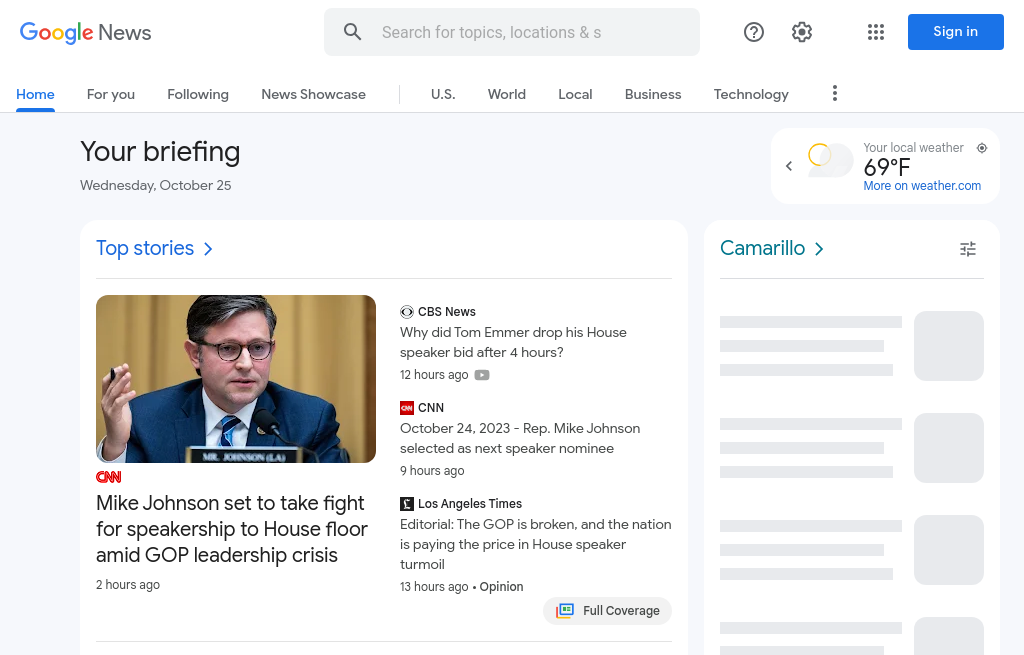 Google News
Search for topics, locations & s
Sign in
Home
For you
Following
News Showcase
U.S.
World
Local
Business
Technology
Your briefing
Wednesday, October 25
Your local weather
69°F
More on weather.com
Top stories
Camarillo
MR. JOHNSON (LA)
CNN
Mike Johnson set to take fight
for speakership to House floor
amid GOP leadership crisis
2 hours ago
CBS News
Why did Tom Emmer drop his House
speaker bid after 4 hours?
12 hours ago
CNN
CNN
October 24, 2023 - Rep. Mike Johnson
selected as next speaker nominee
9 hours ago
Los Angeles Times
Editorial: The GOP is broken, and the nation
is paying the price in House speaker
turmoil
13 hours ago • Opinion
Full Coverage